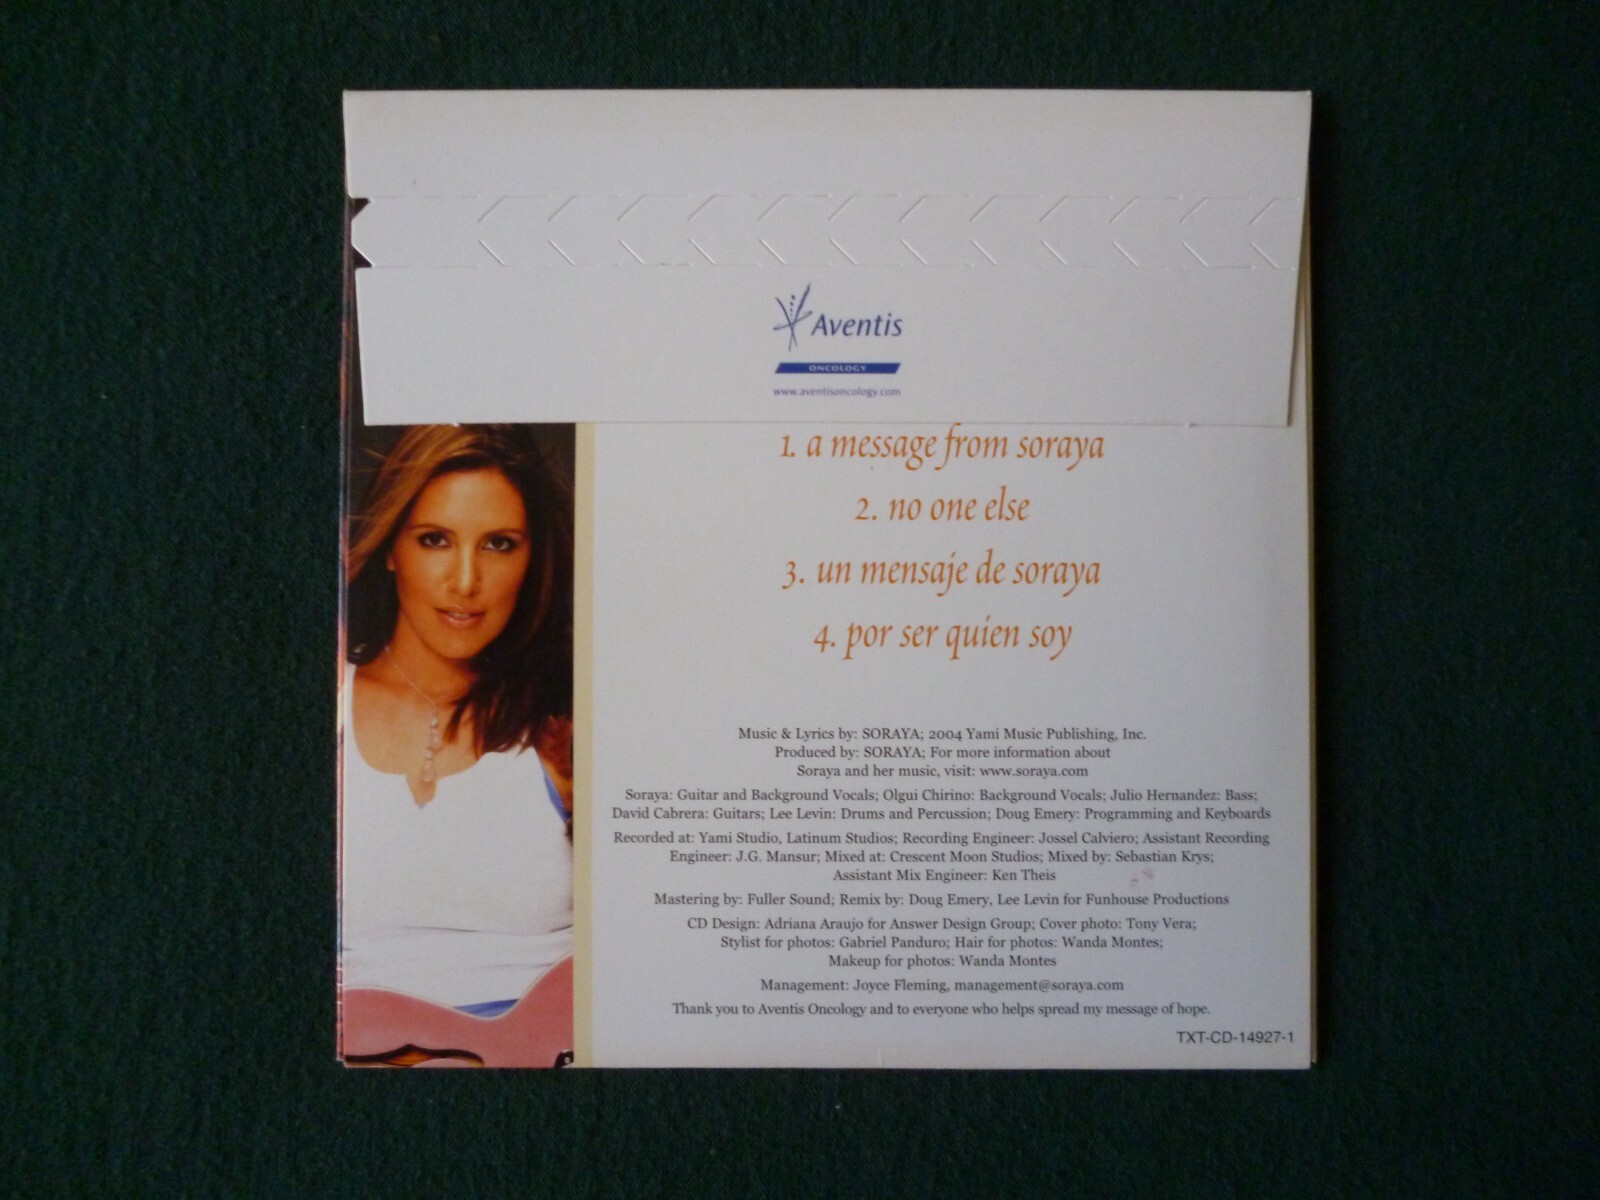 Aventis
ONCOLOGY
www.aventisoncology.com
1. a message from soraya
2. no one else
3. un mensaje de soraya
4. por ser quien soy
Music & Lyrics by: SORAYA; 2004 Yami Music Publishing, Inc.
Produced by: SORAYA; For more information about
Soraya and her music, visit: www.soraya.com
Soraya: Guitar and Background Vocals; Olgui Chirino: Background Vocals; Julio Hernandez: Bass;
David Cabrera: Guitars; Lee Levin: Drums and Percussion; Doug Emery: Programming and Keyboards
Recorded at: Yami Studio, Latinum Studios; Recording Engineer: Jossel Calviero; Assistant Recording
Engineer: J.G. Mansur; Mixed at: Crescent Moon Studios; Mixed by: Sebastian Krys;
Assistant Mix Engineer: Ken Theis
Mastering by: Fuller Sound; Remix by: Doug Emery, Lee Levin for Funhouse Productions
CD Design: Adriana Araujo for Answer Design Group; Cover photo: Tony Vera;
Stylist for photos: Gabriel Panduro; Hair for photos: Wanda Montes;
Makeup for photos: Wanda Montes
Management: Joyce Fleming, management@soraya.com
Thank you to Aventis Oncology and to everyone who helps spread my message of hope.
TXT-CD-14927-1